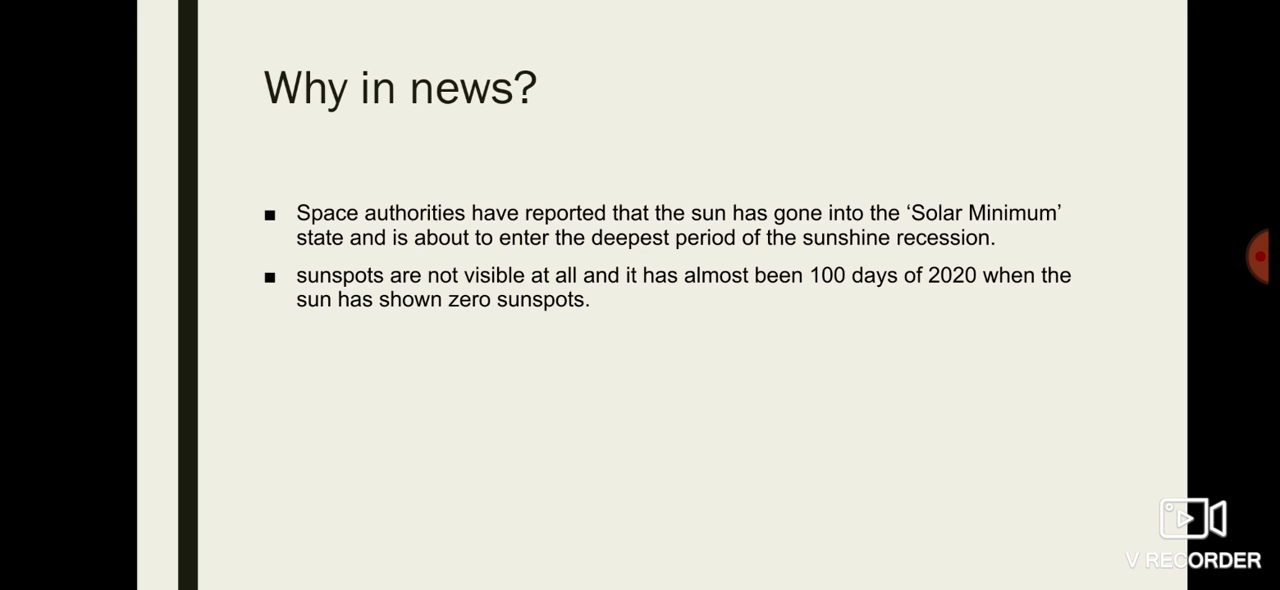 Why in news?
■ Space authorities have reported that the sun has gone into the ‘Solar Minimum’
state and is about to enter the deepest period of the sunshine recession.
■ sunspots are not visible at all and it has almost been 100 days of 2020 when the
sun has shown zero sunspots.
V RECORDER